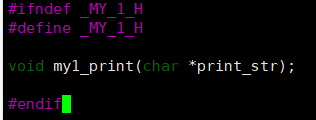 #ifndef _MY_1_H
#define _MY_1_H
void my1_print(char *print_str);
#endif